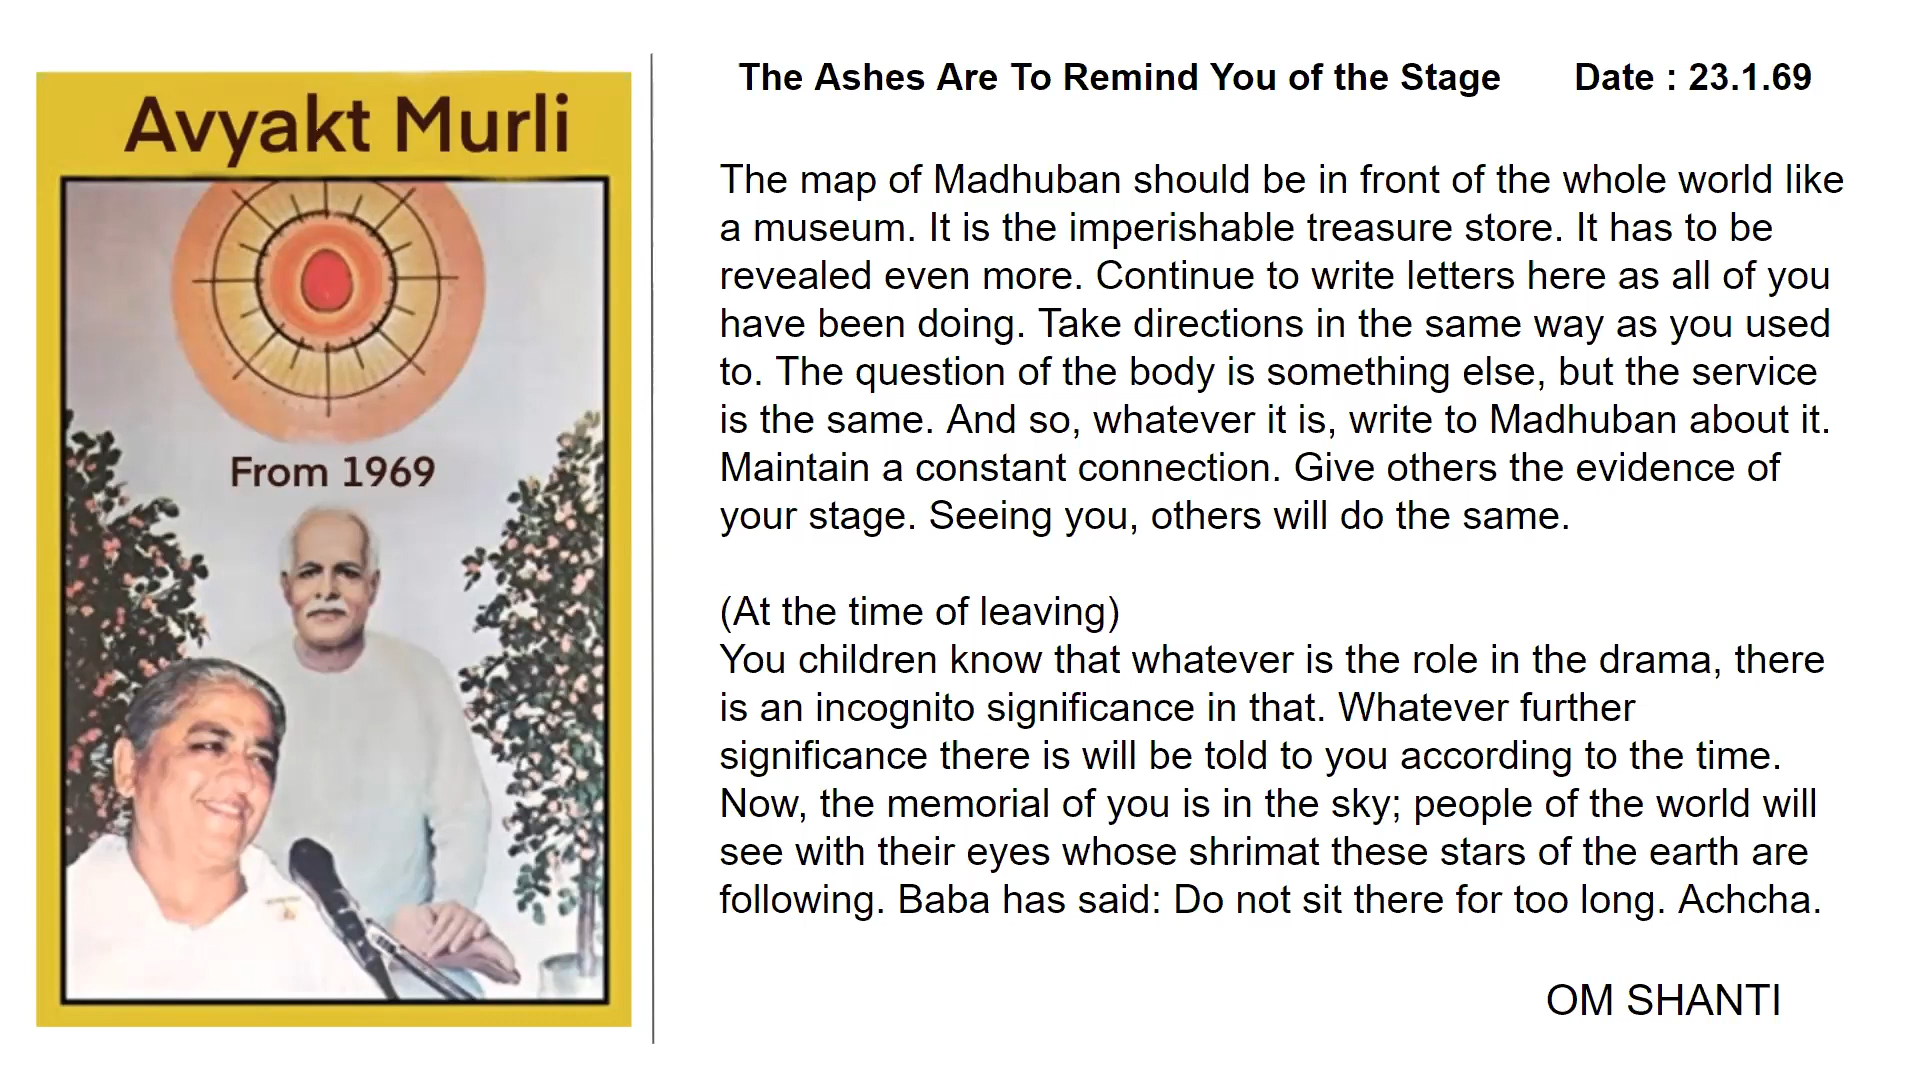 Avyakt Murli
From 1969
The Ashes Are To Remind You of the Stage Date : 23.1.69
The map of Madhuban should be in front of the whole world like
a museum. It is the imperishable treasure store. It has to be
revealed even more. Continue to write letters here as all of you
have been doing. Take directions in the same way as you used
to. The question of the body is something else, but the service
is the same. And so, whatever it is, write to Madhuban about it.
Maintain a constant connection. Give others the evidence of
your stage. Seeing you, others will do the same.
(At the time of leaving)
You children know that whatever is the role in the drama, there
is an incognito significance in that. Whatever further
significance there is will be told to you according to the time.
Now, the memorial of you is in the sky; people of the world will
see with their eyes whose shrimat these stars of the earth are
following. Baba has said: Do not sit there for too long. Achcha.
OM SHANTI